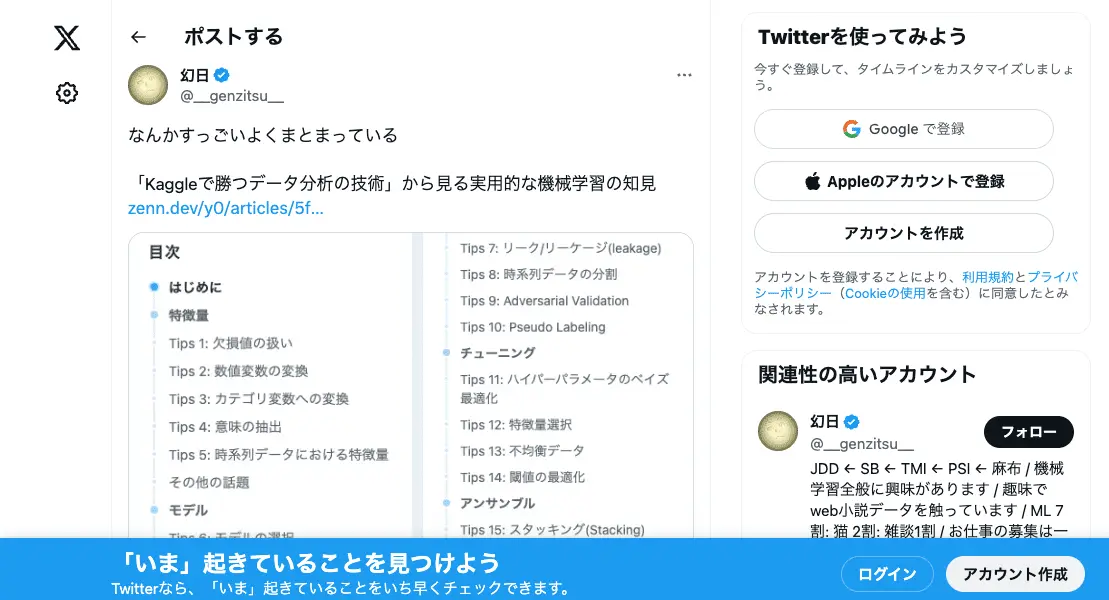 ポストする
幻日
@__genzitsu__
なんかすっごいよくまとまっている
「Kaggleで勝つデータ分析の技術」から見る実用的な機械学習の知見
zenn.dev/y0/articles/5f...
目次
はじめに
特徴量
Tips 1: 欠損値の扱い
Tips 2: 数値変数の変換
Tips 3: カテゴリ変数への変換
Tips 4: 意味の抽出
Tips 5: 時系列データにおける特徴量
その他の話題
モデル
Tips 6: モデルの選択
Tips 7: リーク/リーケージ(leakage)
Tips 8: 時系列データの分割
Tips 9: Adversarial Validation
Tips 10: Pseudo Labeling
チューニング
Tips 11: ハイパーパラメータのベイズ
最適化
Tips 12: 特徴量選択
Tips 13: 不均衡データ
Tips 14: 閾値の最適化
アンサンブル
Tips 15: スタッキング(Stacking)
Twitterを使ってみよう
今すぐ登録して、タイムラインをカスタマイズしましょ
う。
Google で登録
Appleのアカウントで登録
アカウントを作成
アカウントを登録することにより、利用規約とプライバ
シーポリシー（Cookieの使用を含む）に同意したとみ
なされます。
関連性の高いアカウント
幻日
@__genzitsu__
フォロー
JDD ← SB ← TMI ← PSI ← 麻布 / 機械
学習全般に興味があります / 趣味で
web小説データを触っています / ML 7
割: 猫 2割: 雑談1割 / お仕事の募集は一
「いま」起きていることを見つけよう
Twitterなら、「いま」起きていることをいち早くチェックできます。
ログイン
アカウント作成